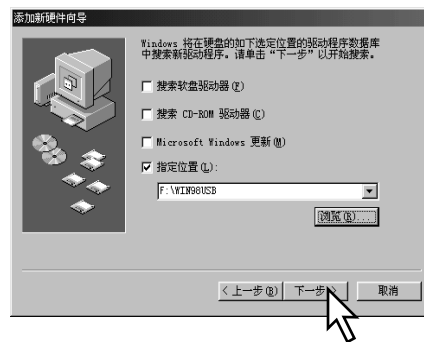 添加新硬件向导
Windows 将在硬盘的如下选定位置的驱动程序数据库
中搜索新驱动程序。请单击“下一步”以开始搜索。
搜索软盘驱动器(F)
搜索 CD-ROM 驱动器(C)
Microsoft Windows 更新(M)
指定位置(L):
F:\WIN98USB
浏览(R)...
<上一步(B) 下一步> 取消